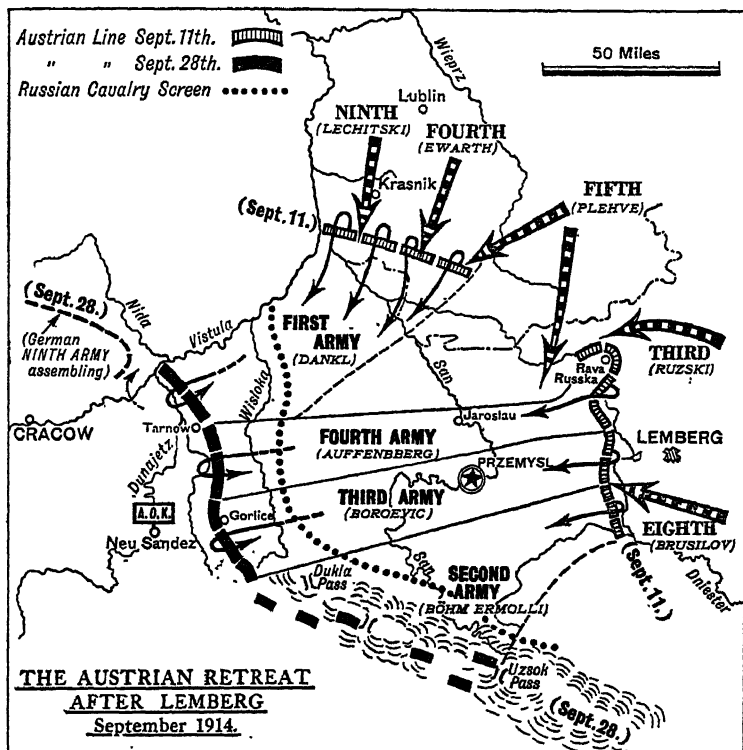 Austrian Line Sept. 11th.
" " Sept. 28th.
Russian Cavalry Screen
50 Miles
Wieprz
Lublin
NINTH
(LECHITSKI)
FOURTH
(EWARTH)
Krasnik
FIFTH
(PLEHVE)
(Sept. 11.)
(Sept. 28.)
Nida
(German
NINTH ARMY
assembling)
Vistula
FIRST
ARMY
(DANKL)
San
THIRD
(RUZSKI)
Rava
Russka
Wisloka
Jaroslau
CRACOW
Tarnow
FOURTH ARMY
(AUFFENBBERG)
LEMBERG
PRZEMYSL
Dunajetz
THIRD ARMY
(BOROEVIC)
A.O.K.
Gorlice
Neu Sandez
EIGHTH
(BRUSILOV)
San
Dukla
Pass
SECOND
ARMY
(BÖHM ERMOLLI)
(Sept. 11.)
Dniester
Uzsok
Pass
(Sept. 28.)
THE AUSTRIAN RETREAT
AFTER LEMBERG
September 1914.